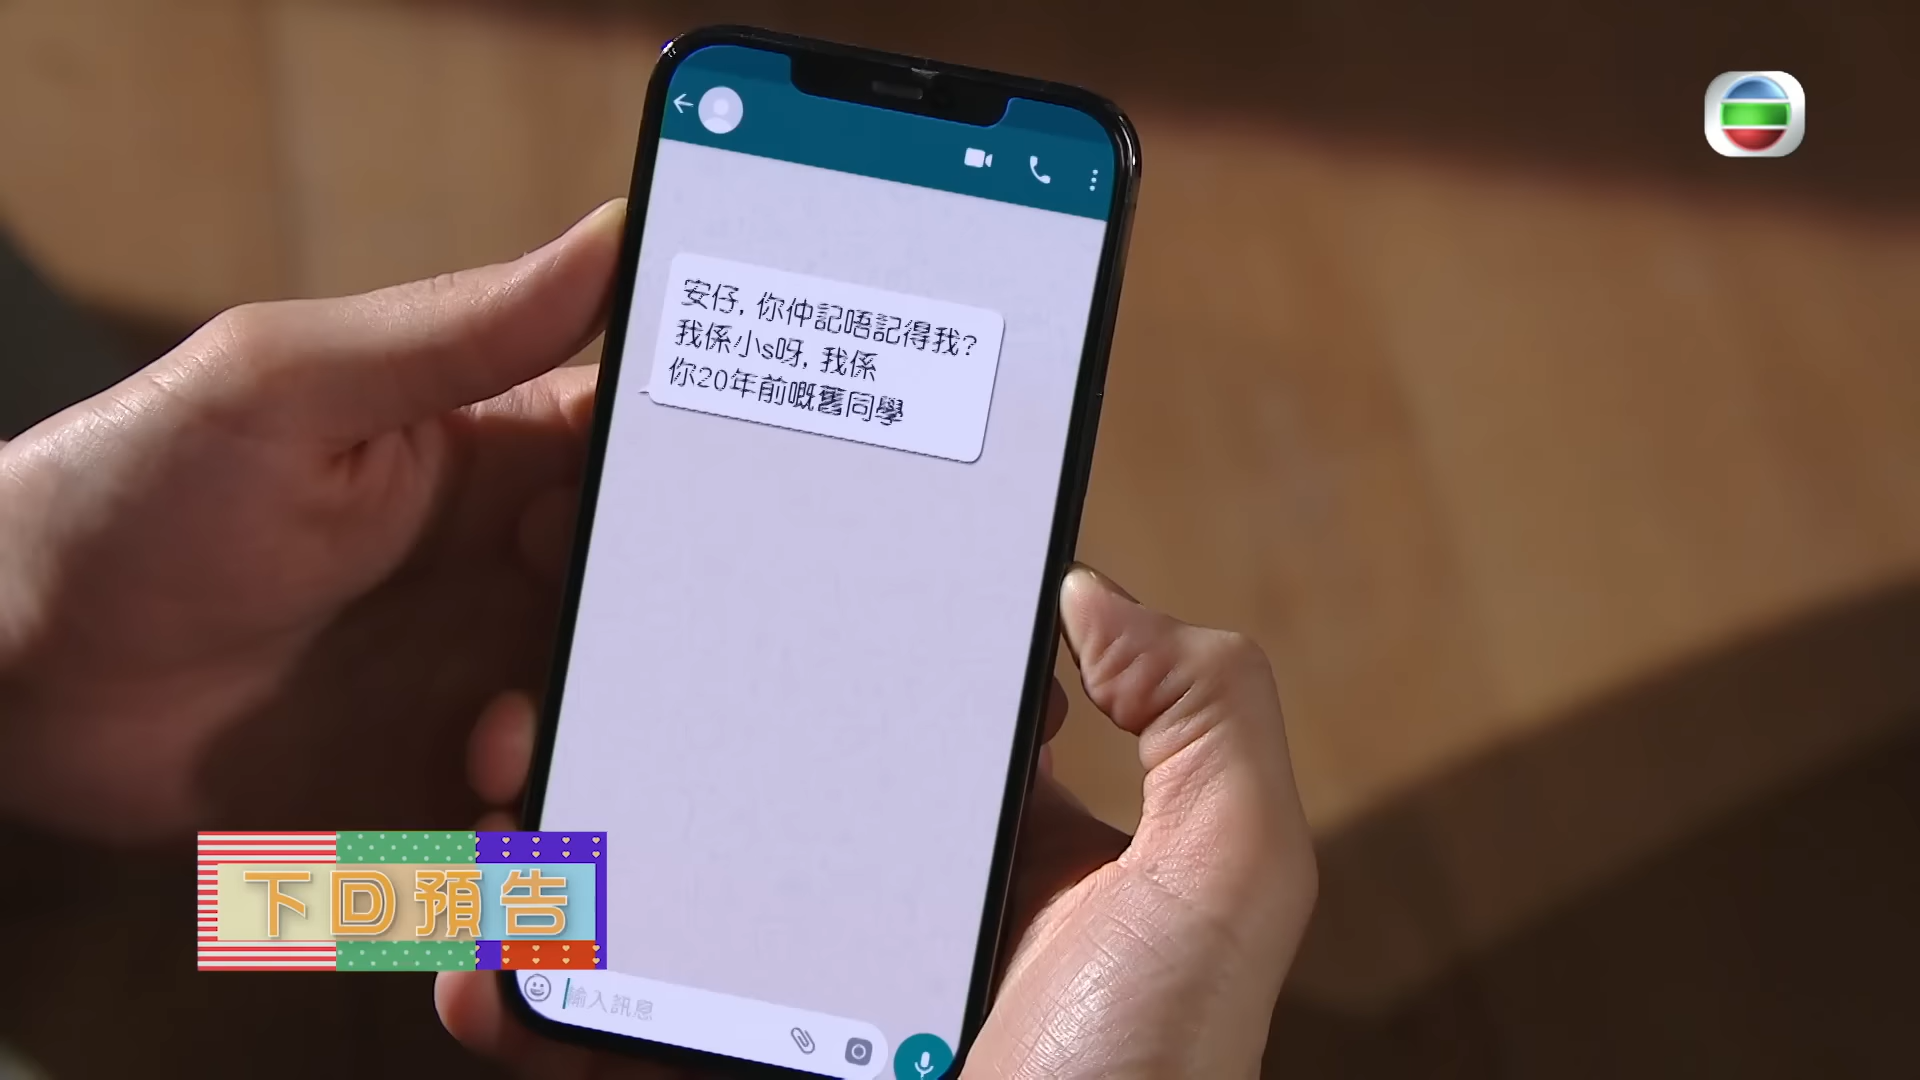 安仔, 你仲記唔記得我?
我係小s呀, 我係
你20年前嘅舊同學
下回預告
輸入訊息